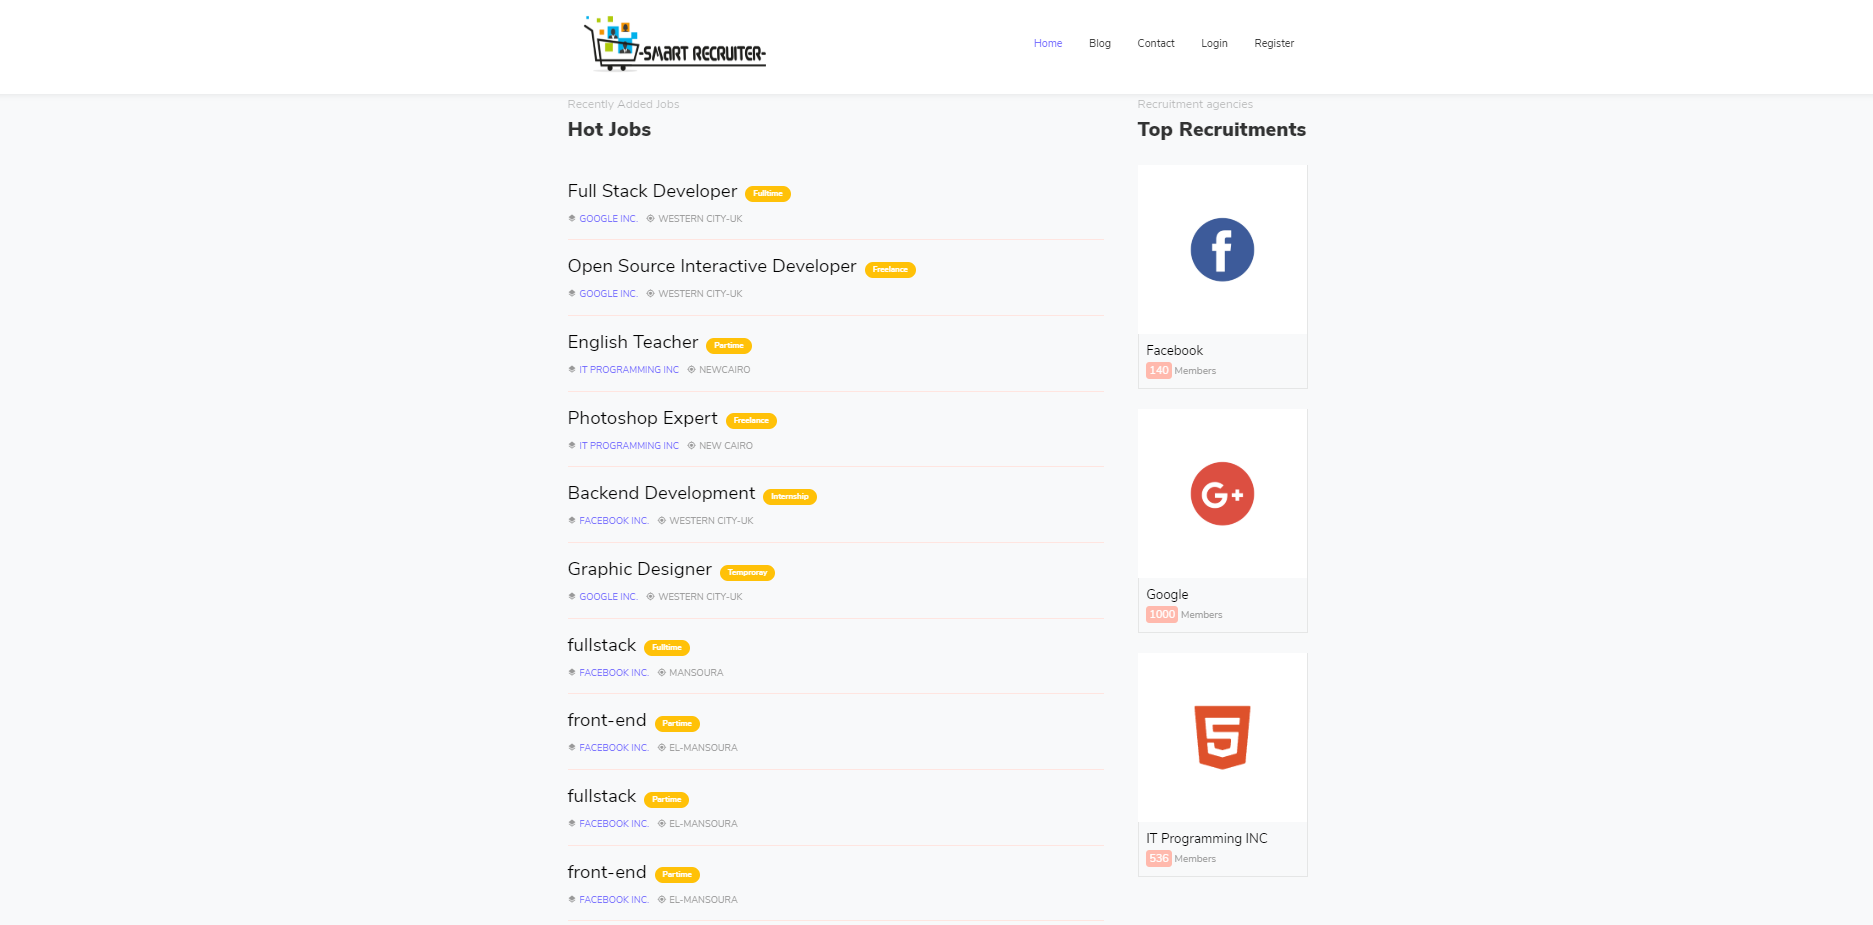 -SMART RECRUITER-
Home Blog Contact Login Register
Recently Added Jobs
Hot Jobs
Full Stack Developer Fulltime
GOOGLE INC. WESTERN CITY-UK
Open Source Interactive Developer Freelance
GOOGLE INC. WESTERN CITY-UK
English Teacher Partime
IT PROGRAMMING INC NEWCAIRO
Photoshop Expert Freelance
IT PROGRAMMING INC NEW CAIRO
Backend Development Internship
FACEBOOK INC. WESTERN CITY-UK
Graphic Designer Temproray
GOOGLE INC. WESTERN CITY-UK
fullstack Fulltime
FACEBOOK INC. MANSOURA
front-end Partime
FACEBOOK INC. EL-MANSOURA
fullstack Partime
FACEBOOK INC. EL-MANSOURA
front-end Partime
FACEBOOK INC. EL-MANSOURA
Recruitment agencies
Top Recruitments
f
Facebook
140 Members
G+
Google
1000 Members
5
IT Programming INC
536 Members